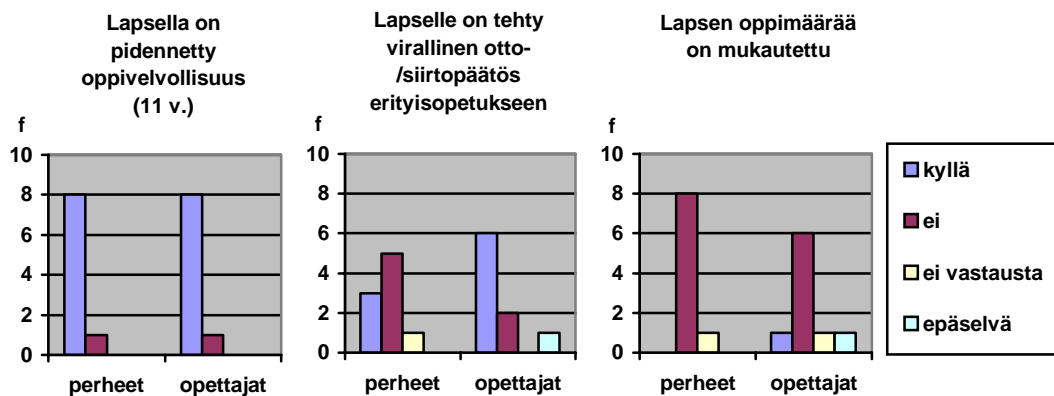 Lapsella on
pidennetty
oppivelvollisuus
(11 v.)
f
10
8
6
4
2
0
perheet opettajat
Lapselle on tehty
virallinen otto-
/siirtopäätös
erityisopetukseen
f
10
8
6
4
2
0
perheet opettajat
Lapsen oppimäärää
on mukautettu
f
10
8
6
4
2
0
perheet opettajat
kyllä
ei
ei vastausta
epäselvä